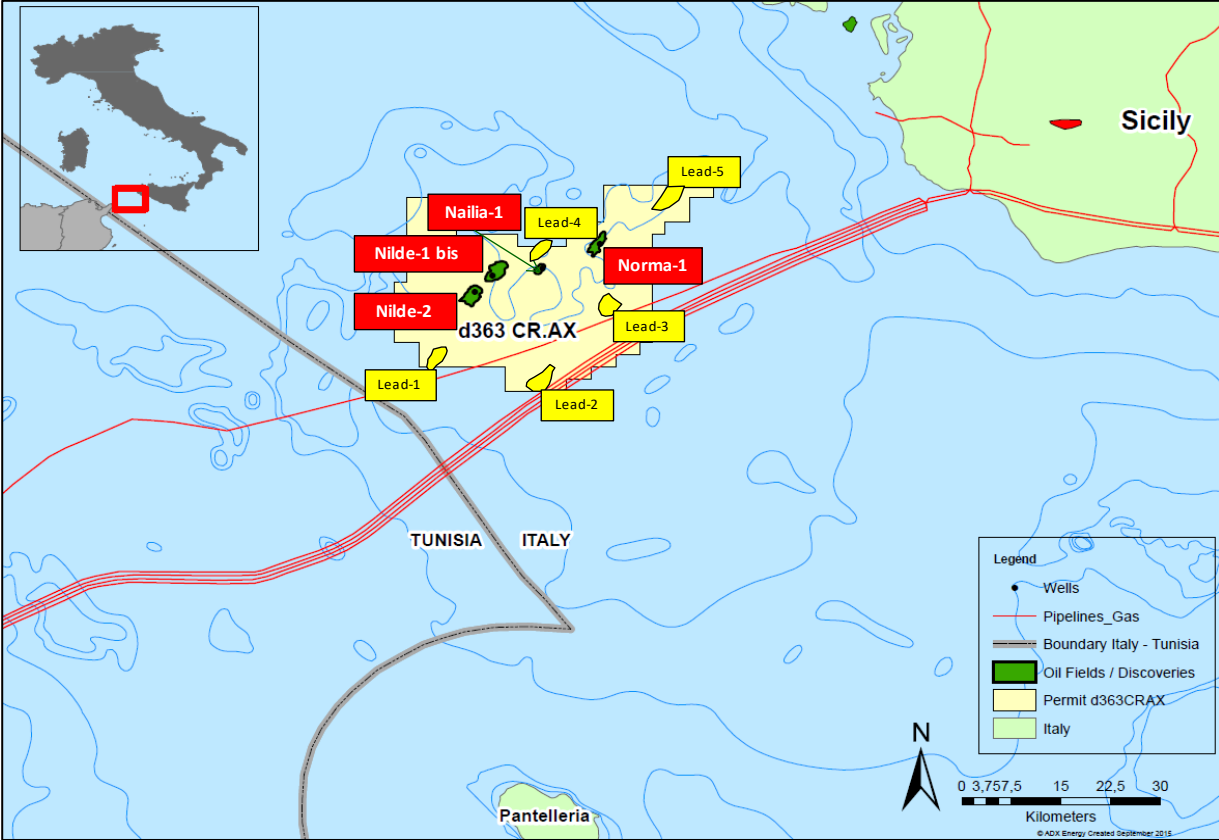 Sicily
Lead-5
Nailia-1
Lead-4
Nilde-1 bis
Norma-1
Nilde-2
d363 CR.AX
Lead-3
Lead-1
Lead-2
TUNISIA
ITALY
Legend
Wells
Pipelines_Gas
Boundary Italy - Tunisia
Oil Fields / Discoveries
Permit d363CRAX
Italy
N
0 3,757,5 15 22,5 30
Kilometers
Pantelleria
© ADX Energy Created September 2015